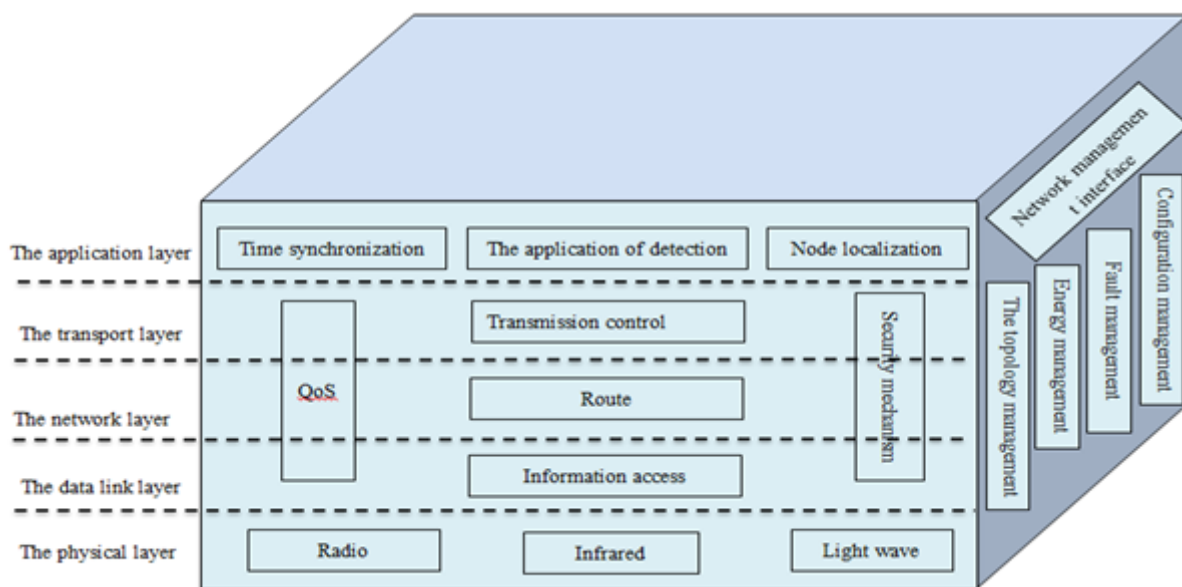 The application layer
Time synchronization
The application of detection
Node localization
The transport layer
Transmission control
QoS
Security mechanism
The network layer
Route
The data link layer
Information access
The physical layer
Radio
Infrared
Light wave
Network managemen
t interface
The topology management
Energy management
Fault management
Configuration management